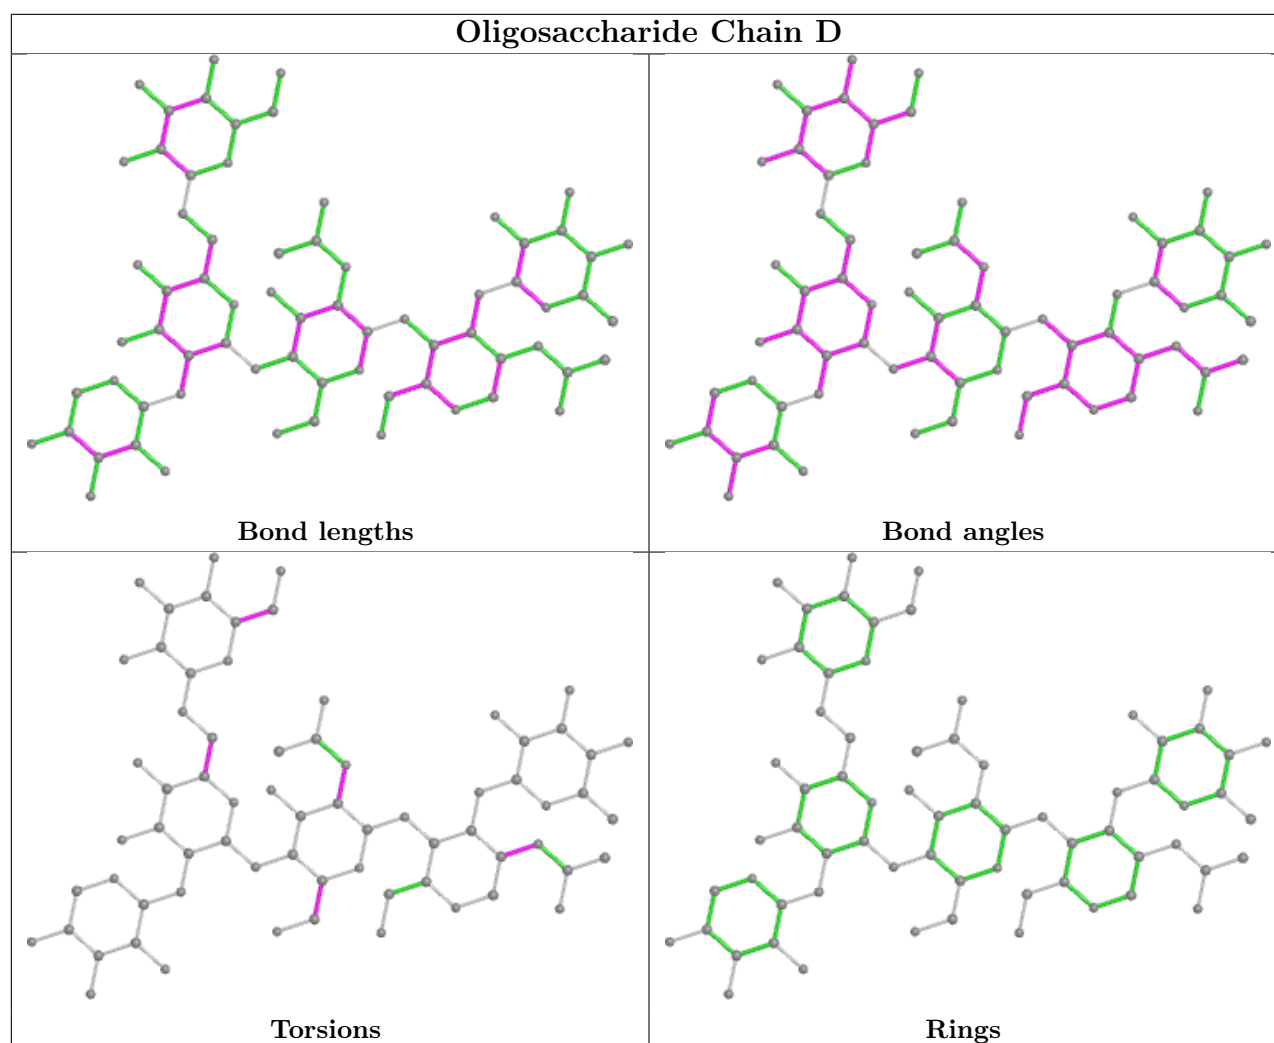 Oligosaccharide Chain D
Bond lengths
Bond angles
Torsions
Rings